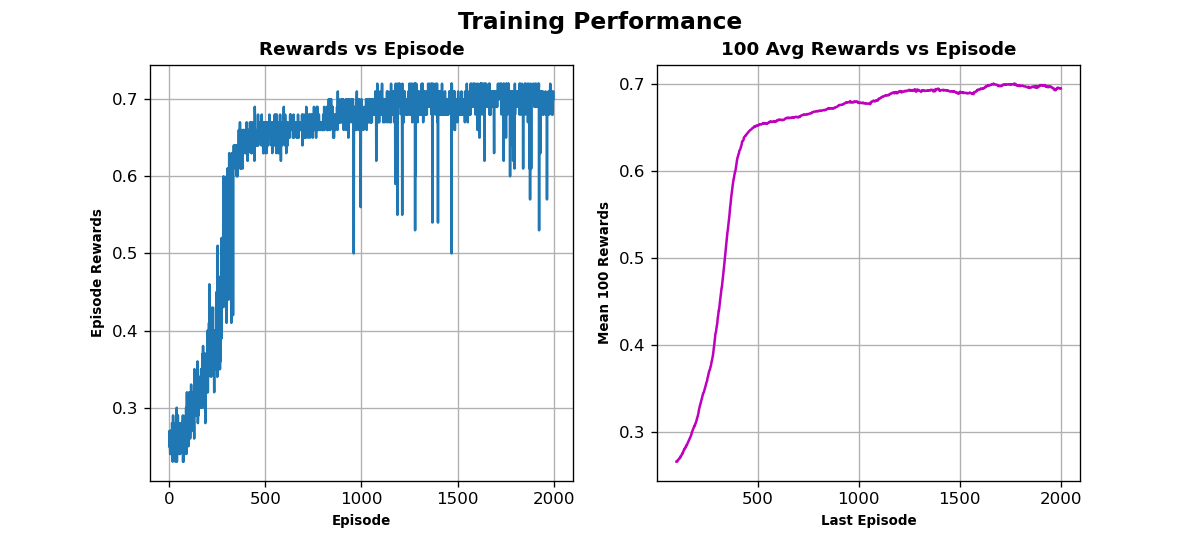 Training Performance
Rewards vs Episode
Episode Rewards
0.7
0.6
0.5
0.4
0.3
0 500 1000 1500 2000
Episode
100 Avg Rewards vs Episode
Mean 100 Rewards
0.7
0.6
0.5
0.4
0.3
500 1000 1500 2000
Last Episode